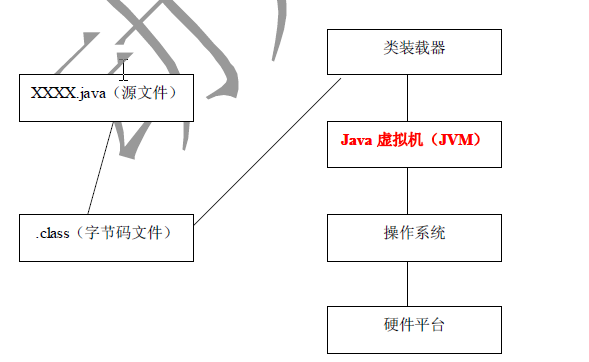 类装载器
XXXX.java（源文件）
Java 虚拟机（JVM）
.class（字节码文件）
操作系统
硬件平台